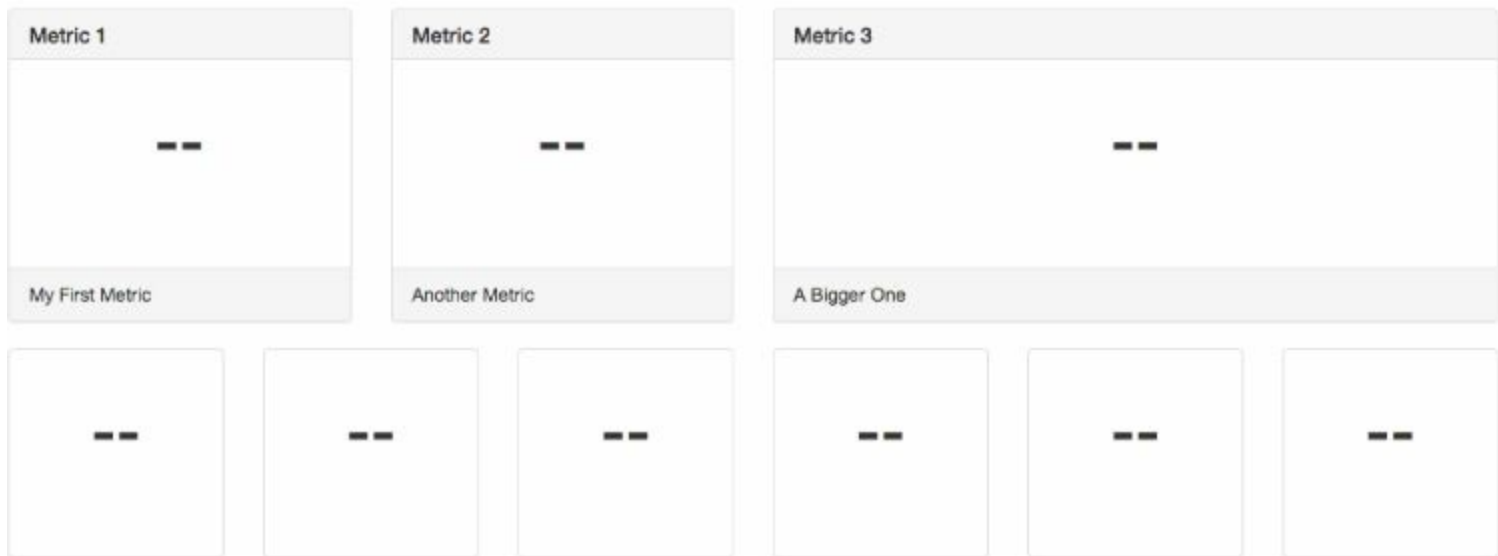 Metric 1
Metric 2
Metric 3
--
--
--
My First Metric
Another Metric
A Bigger One
--
--
--
--
--
--